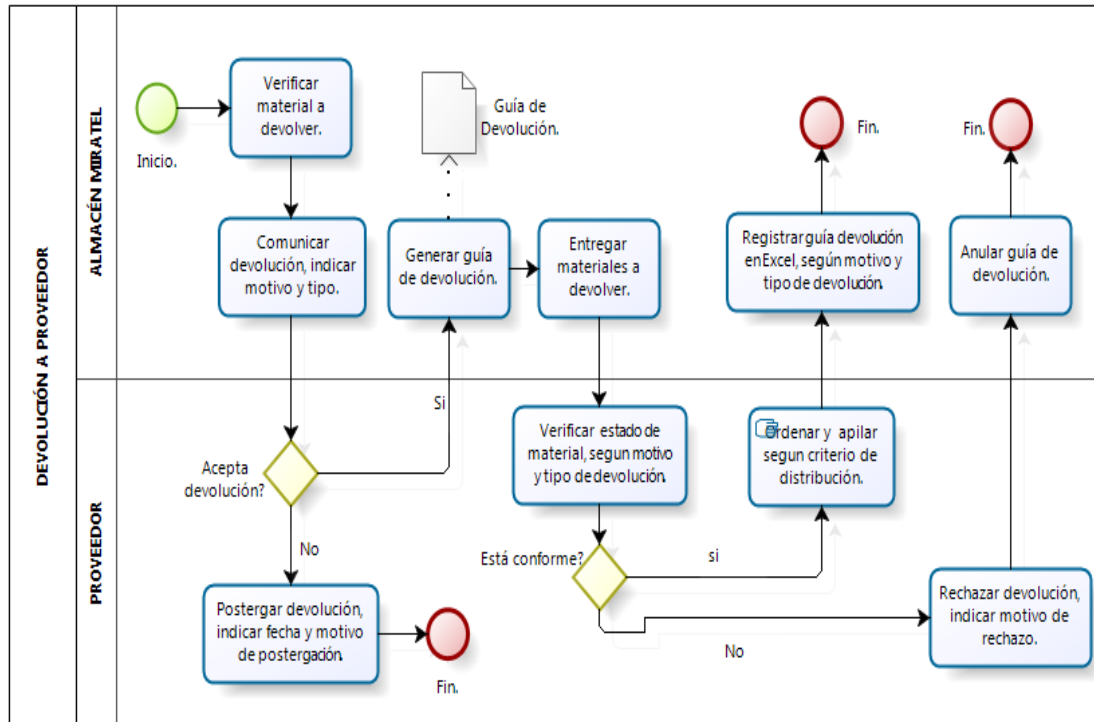 DEVOLUCIÓN A PROVEEDOR
ALMACÉN MIRATEL
Inicio.
Verificar
material a
devolver.
Comunicar
devolución, indicar
motivo y tipo.
Guía de
Devolución.
Generar guía
de devolución.
Entregar
materiales a
devolver.
Fin.
Registrar guía devolución
en Excel, según motivo y
tipo de devolución.
Fin.
Anular guía de
devolución.
PROVEEDOR
Acepta
devolución?
Si
No
Postergar devolución,
indicar fecha y motivo
de postergación.
Fin.
Verificar estado de
material, segun motivo
y tipo de devolución.
Está conforme?
si
No
Ordenar y apilar
segun criterio de
distribución.
Rechazar devolución,
indicar motivo de
rechazo.